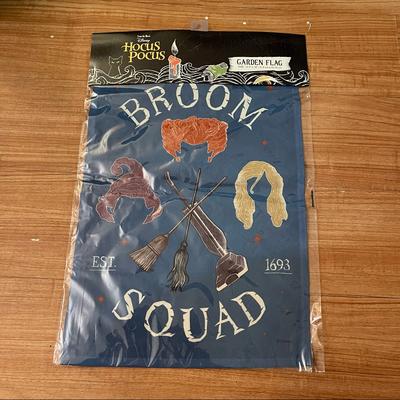 Disney
HOCUS POCUS
GARDEN FLAG
BROOM
EST. 1693
SQUAD